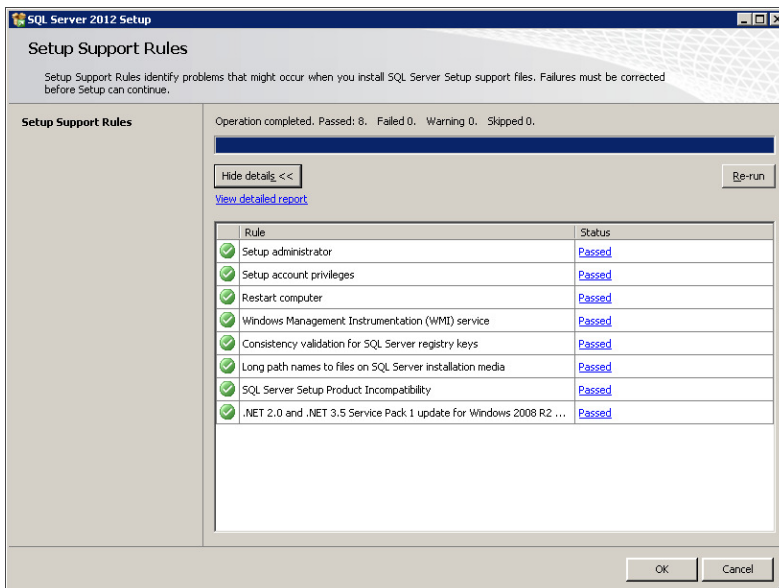 SQL Server 2012 Setup
Setup Support Rules
Setup Support Rules identify problems that might occur when you install SQL Server Setup support files. Failures must be corrected
before Setup can continue.
Setup Support Rules
Operation completed. Passed: 8. Failed 0. Warning 0. Skipped 0.
Hide details <<
Re-run
View detailed report
Rule Status
Setup administrator Passed
Setup account privileges Passed
Restart computer Passed
Windows Management Instrumentation (WMI) service Passed
Consistency validation for SQL Server registry keys Passed
Long path names to files on SQL Server installation media Passed
SQL Server Setup Product Incompatibility Passed
.NET 2.0 and .NET 3.5 Service Pack 1 update for Windows 2008 R2 ... Passed
OK Cancel